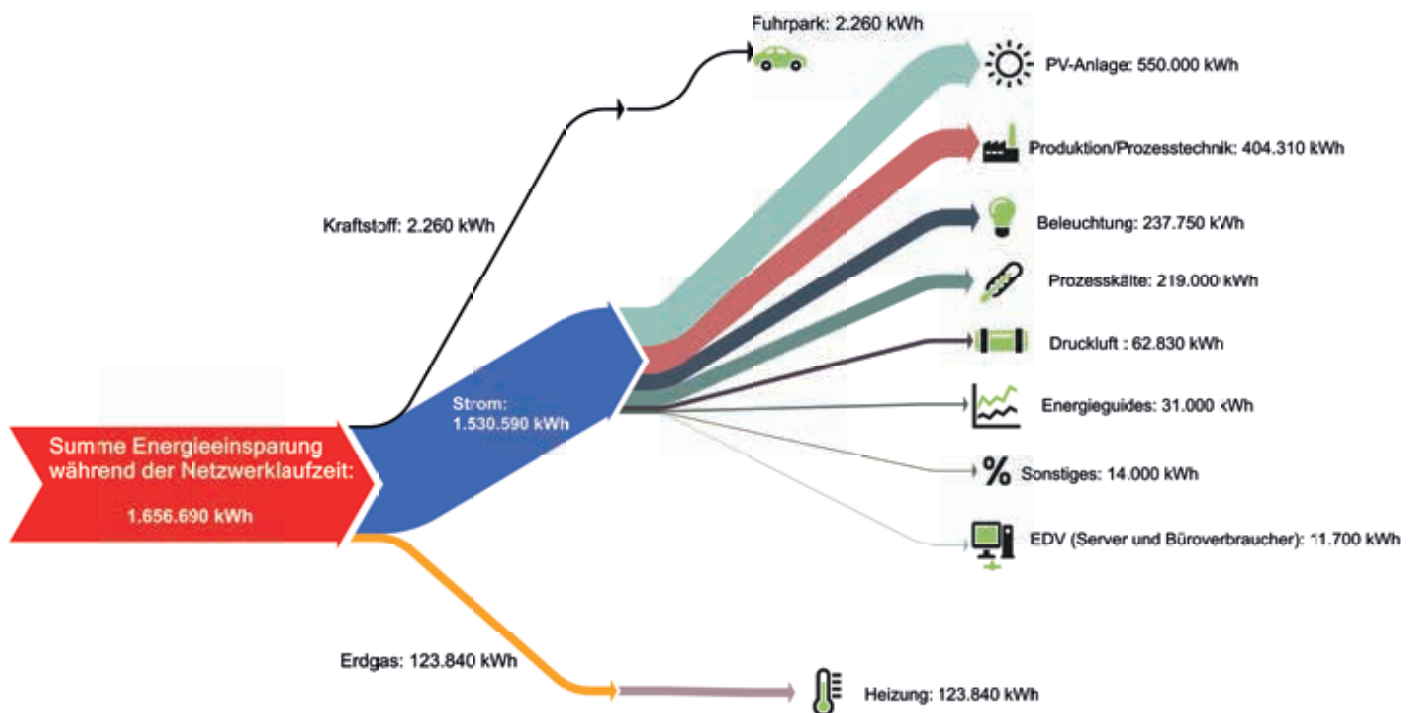 Fuhrpark: 2.260 kWh
PV-Anlage: 550.000 kWh
Produktion/Prozesstechnik: 404.310 kWh
Kraftstoff: 2.260 kWh
Beleuchtung: 237.750 kWh
Prozesskälte: 219.000 kWh
Druckluft : 62.830 kWh
Strom:
1.530.590 kWh
Energieguides: 31.000 kWh
Summe Energieeinsparung
während der Netzwerklaufzeit:
1.656.690 kWh
% Sonstiges: 14.000 kWh
EDV (Server und Büroverbraucher): 11.700 kWh
Erdgas: 123.840 kWh
Heizung: 123.840 kWh